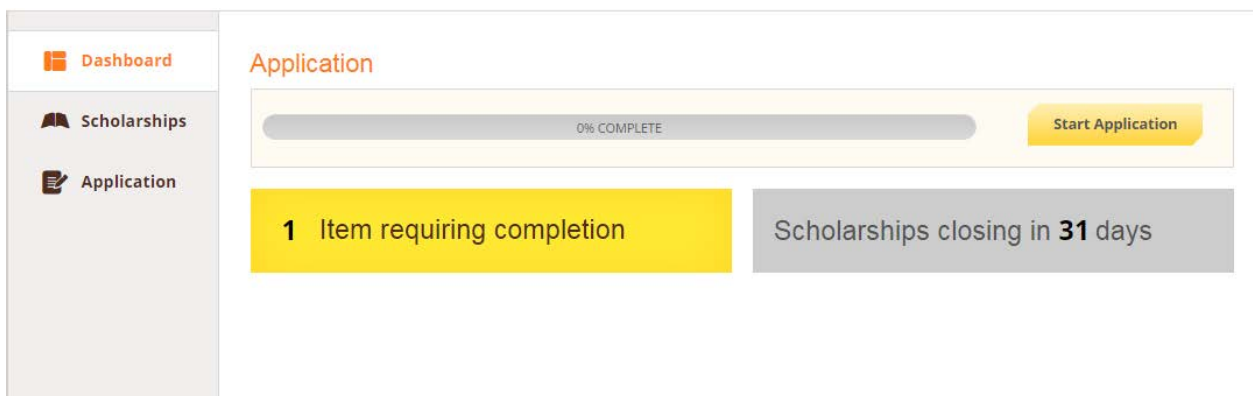 Dashboard
Scholarships
Application
Application
0% COMPLETE
Start Application
1 Item requiring completion
Scholarships closing in 31 days